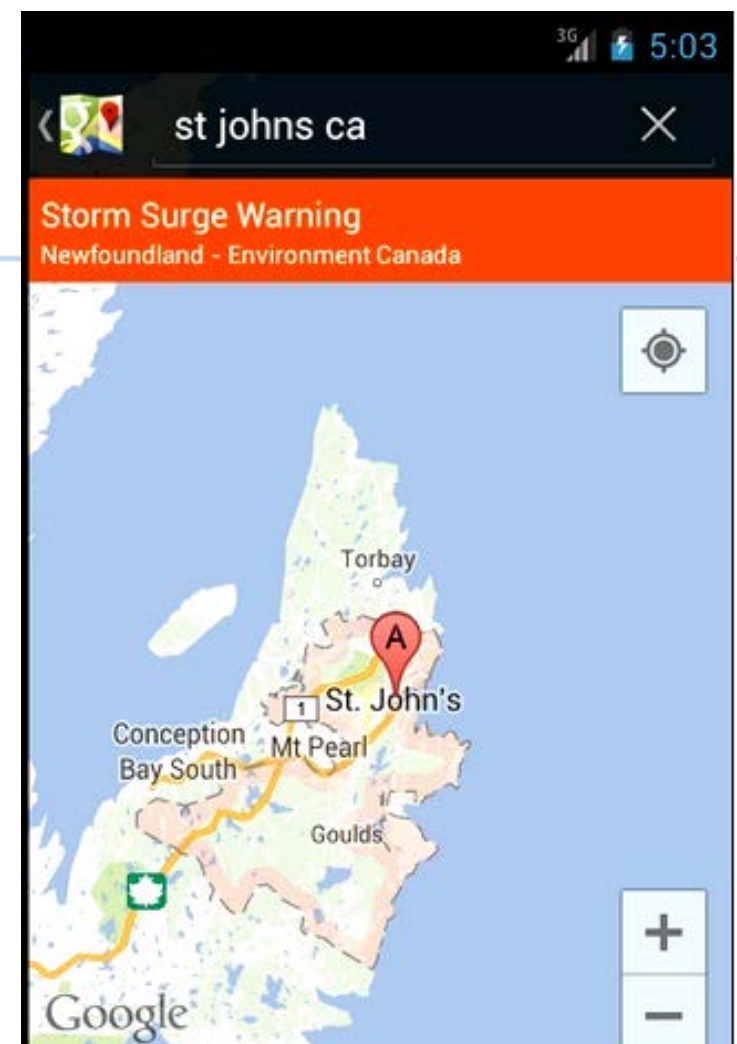 3G 5:03
st johns ca
Storm Surge Warning
Newfoundland - Environment Canada
Torbay
A
1 St. John's
Conception
Bay South
Mt Pearl
Goulds
+
Google
−